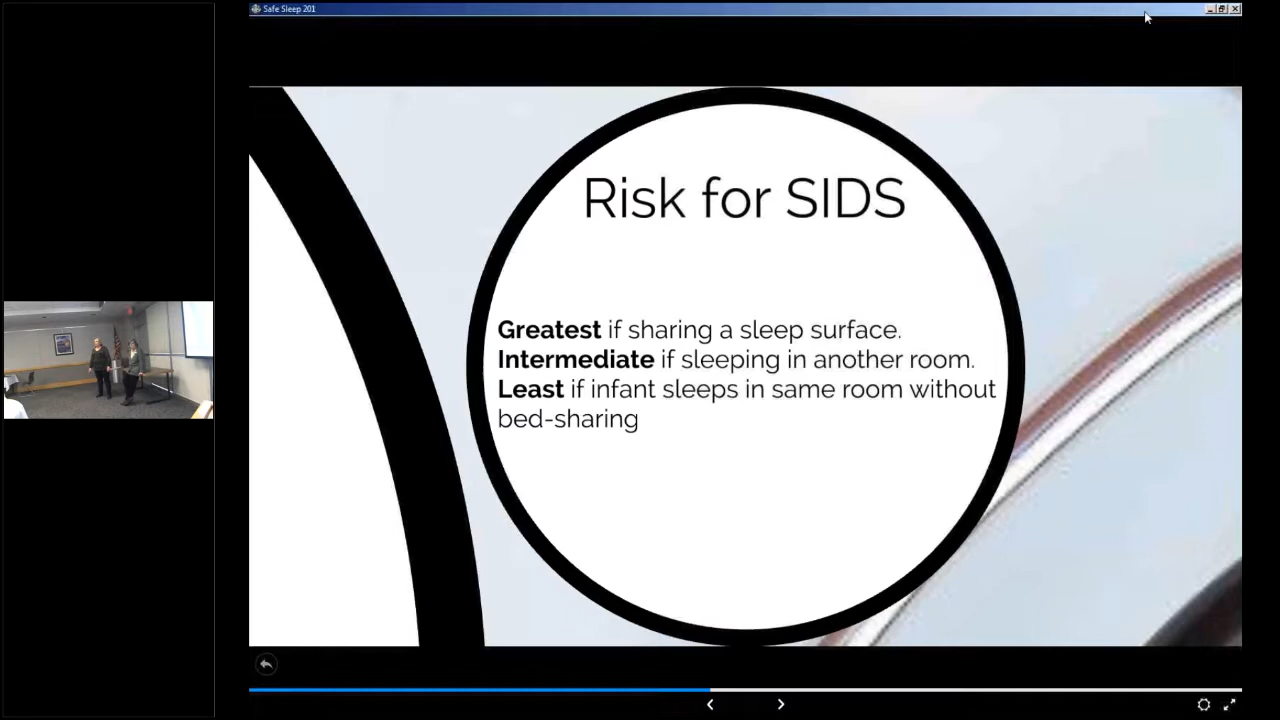 Safe Sleep 201
Risk for SIDS
Greatest if sharing a sleep surface.
Intermediate if sleeping in another room.
Least if infant sleeps in same room without
bed-sharing